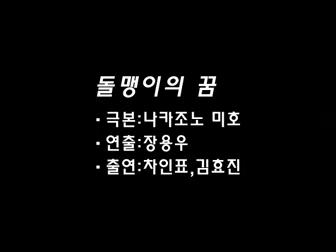 돌맹이의 꿈
▪ 극본:나카조노 미호
▪ 연출:장용우
▪ 출연:차인표,김효진